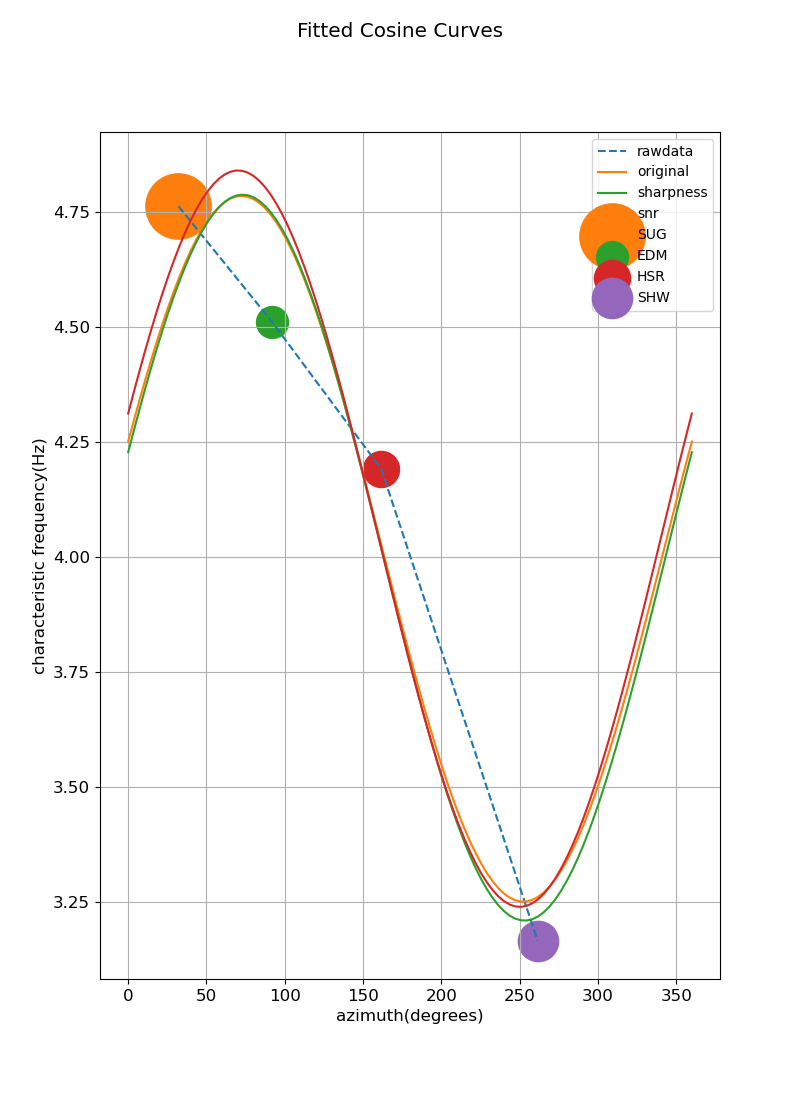 Fitted Cosine Curves
rawdata
original
sharpness
snr
SUG
EDM
HSR
SHW
4.75
4.50
4.25
4.00
3.75
3.50
3.25
characteristic frequency(Hz)
0 50 100 150 200 250 300 350
azimuth(degrees)